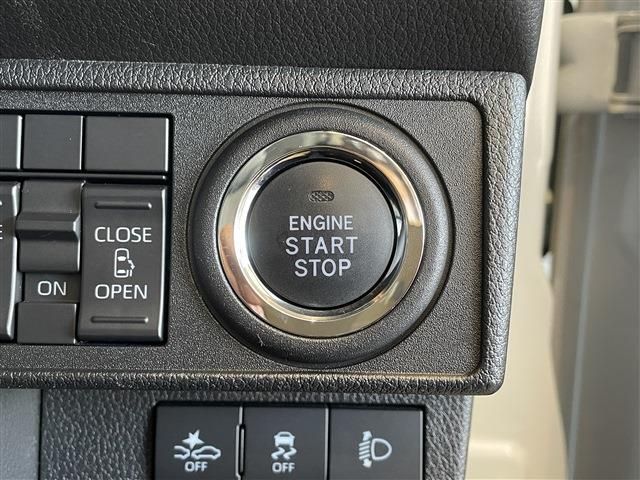 CLOSE
OPEN
ON
ENGINE
START
STOP
OFF
OFF